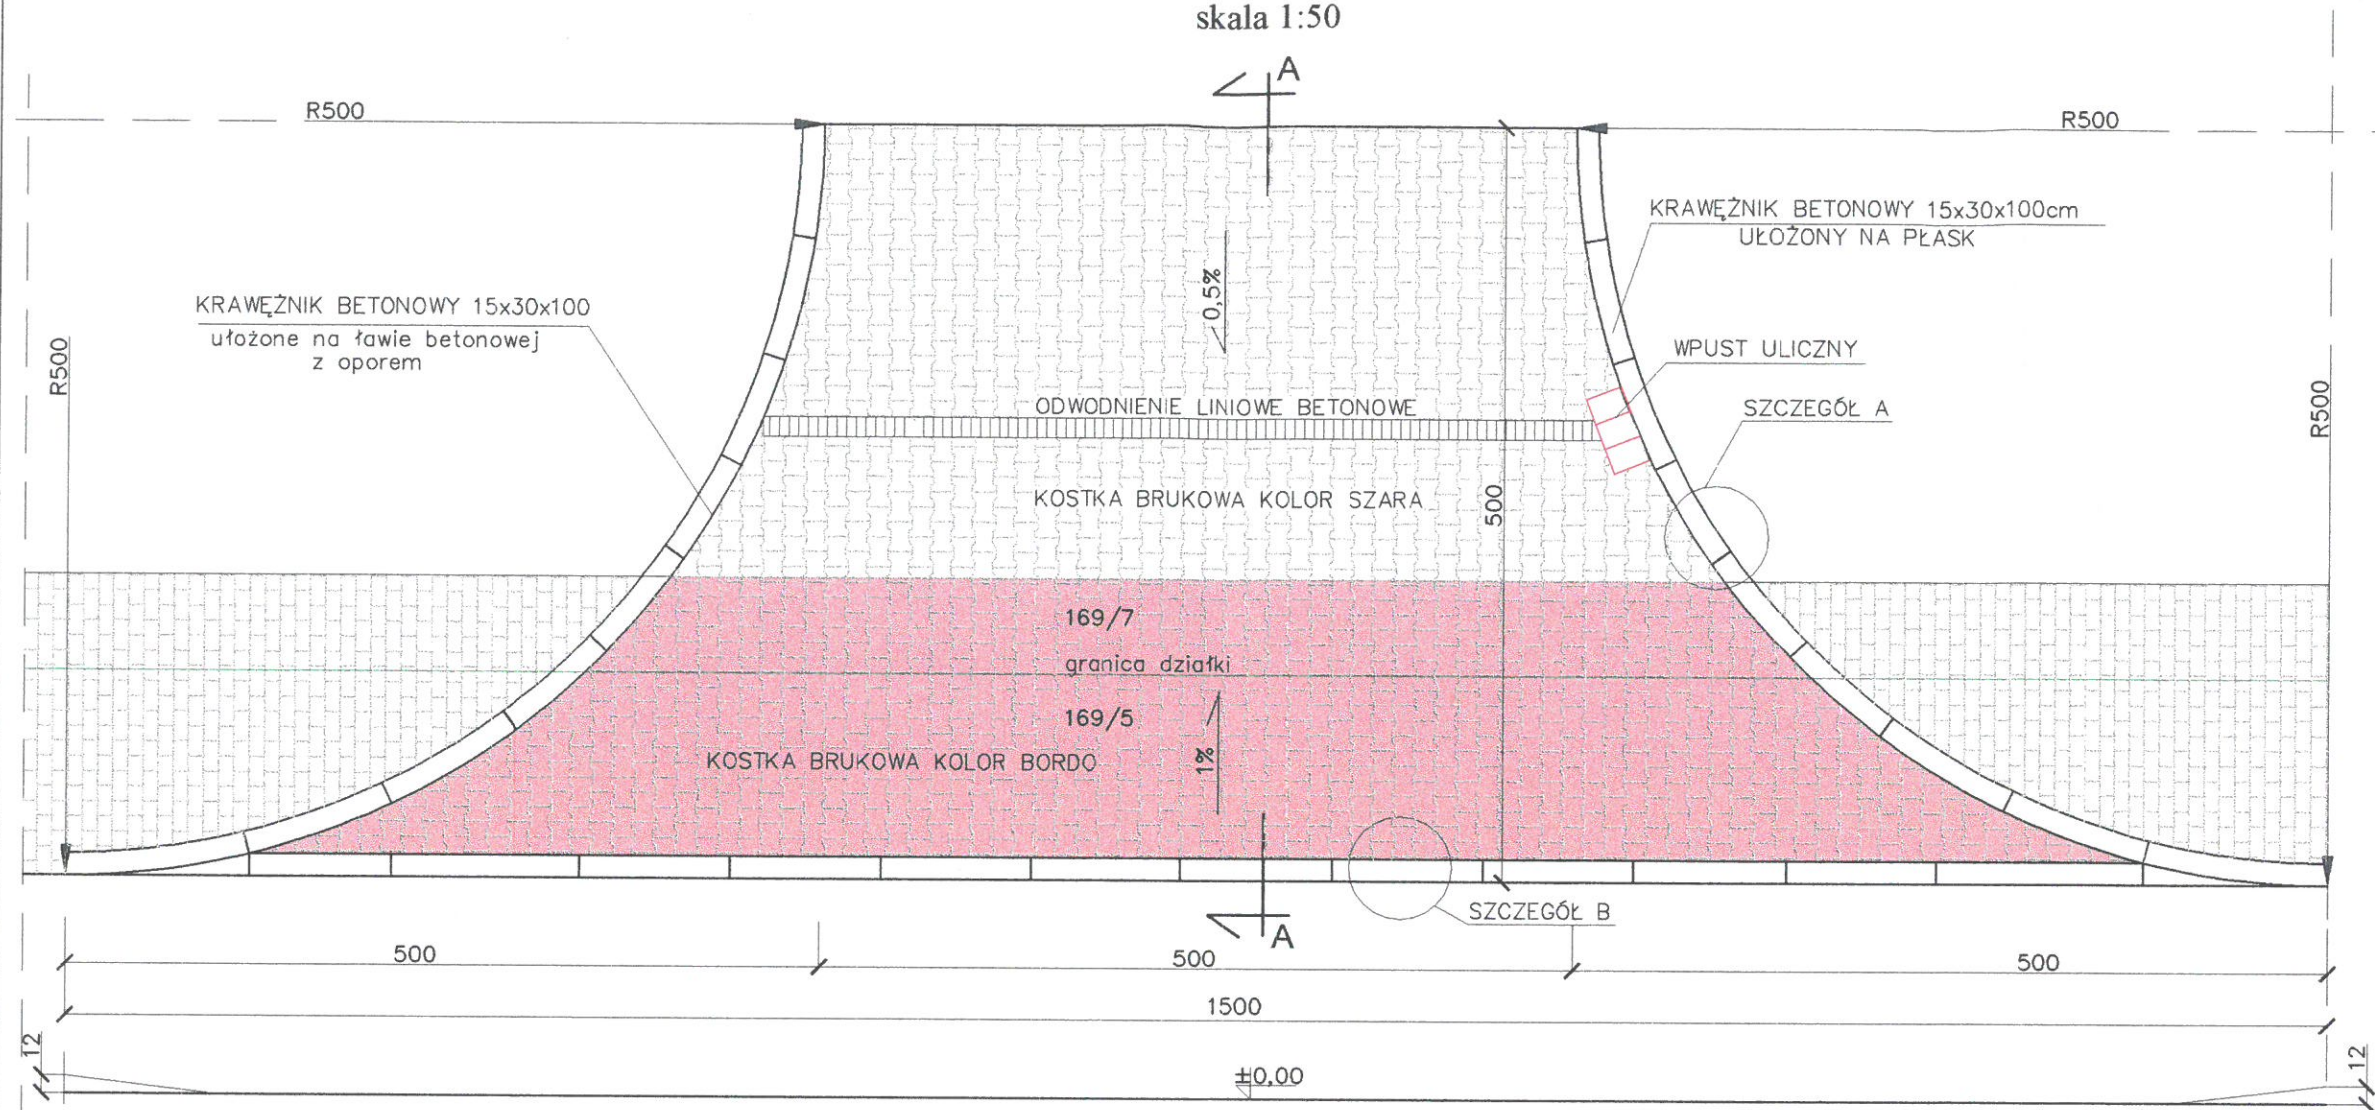 skala 1:50
A
R500
R500
KRAWĘŻNIK BETONOWY 15x30x100cm
UŁOŻONY NA PŁASK
0,5%
KRAWĘŻNIK BETONOWY 15x30x100
ułożone na ławie betonowej
z oporem
R500
WPUST ULICZNY
R500
ODWODNIENIE LINIOWE BETONOWE
SZCZEGÓŁ A
KOSTKA BRUKOWA KOLOR SZARA
500
169/7
granica działki
169/5
1%
KOSTKA BRUKOWA KOLOR BORDO
SZCZEGÓŁ B
A
500
500
500
1500
12
±0,00
12